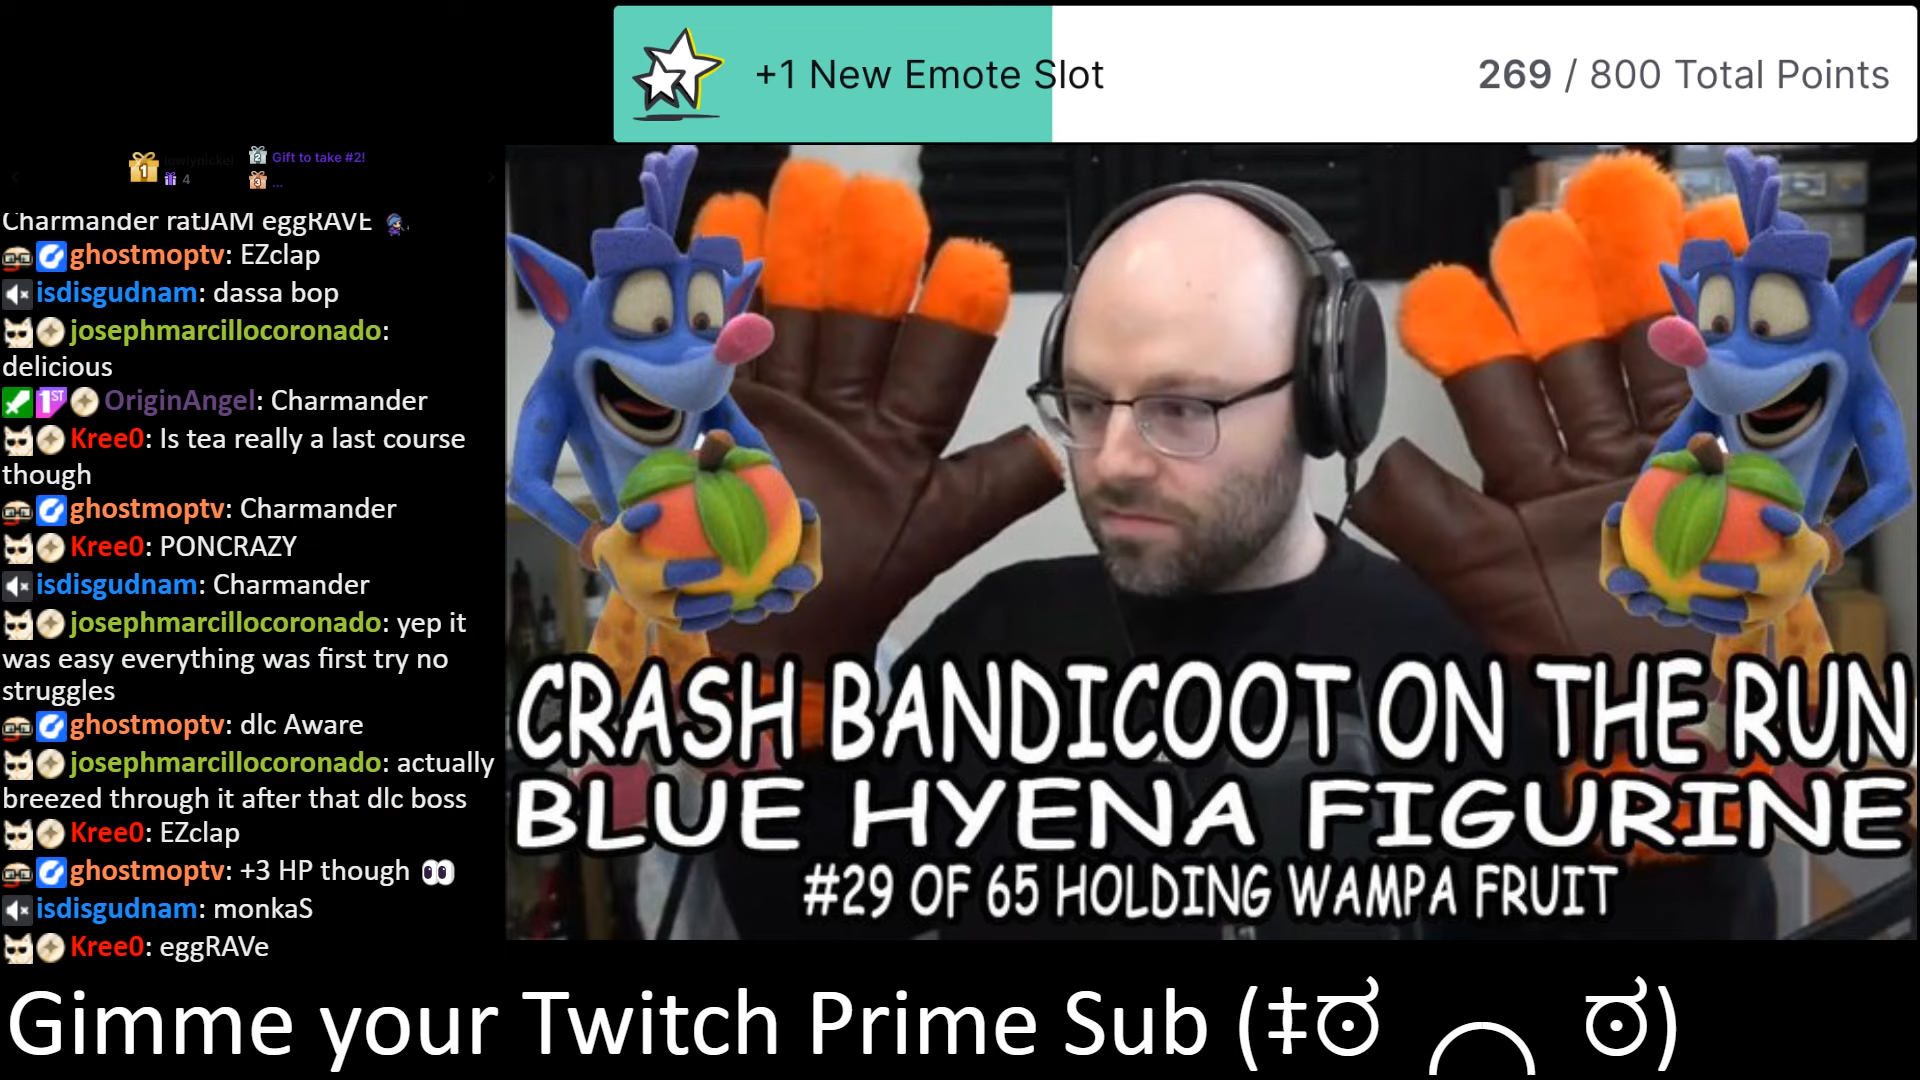 +1 New Emote Slot
269 / 800 Total Points
lowlynickel
4
Gift to take #2!
...
Charmander ratJAM eggRAVE
ghostmoptv: EZclap
isdisgudnam: dassa bop
josephmarcillocoronado:
delicious
OriginAngel: Charmander
Kree0: Is tea really a last course
though
ghostmoptv: Charmander
Kree0: PONCRAZY
isdisgudnam: Charmander
josephmarcillocoronado: yep it
was easy everything was first try no
struggles
ghostmoptv: dlc Aware
josephmarcillocoronado: actually
breezed through it after that dlc boss
Kree0: EZclap
ghostmoptv: +3 HP though 👀
isdisgudnam: monkaS
Kree0: eggRAVe
CRASH BANDICOOT ON THE RUN
BLUE HYENA FIGURINE
#29 OF 65 HOLDING WAMPA FRUIT
Gimme your Twitch Prime Sub (‡ಠ ╭╮ ಠ)